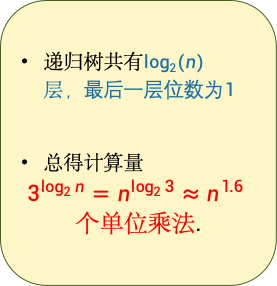 • 递归树共有log₂(n)
层，最后一层位数为1
• 总得计算量
3^{log₂ n} = n^{log₂ 3} ≈ n^{1.6}
个单位乘法.